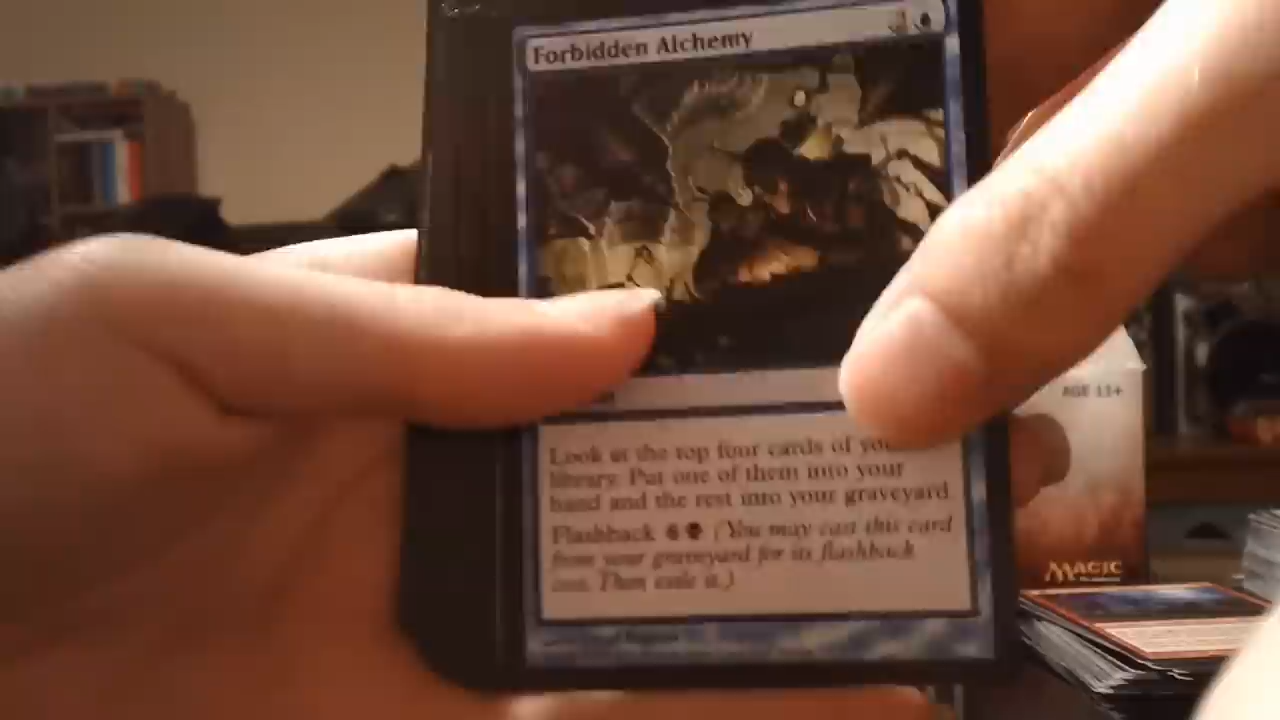 Forbidden Alchemy
Look at the top four cards of
library. Put one of them into your
hand and the rest into your graveyard.
Flashback 6 (You may cast this card
from your graveyard for its flashback
cost. Then exile it.)
AGE 13+
MAGIC